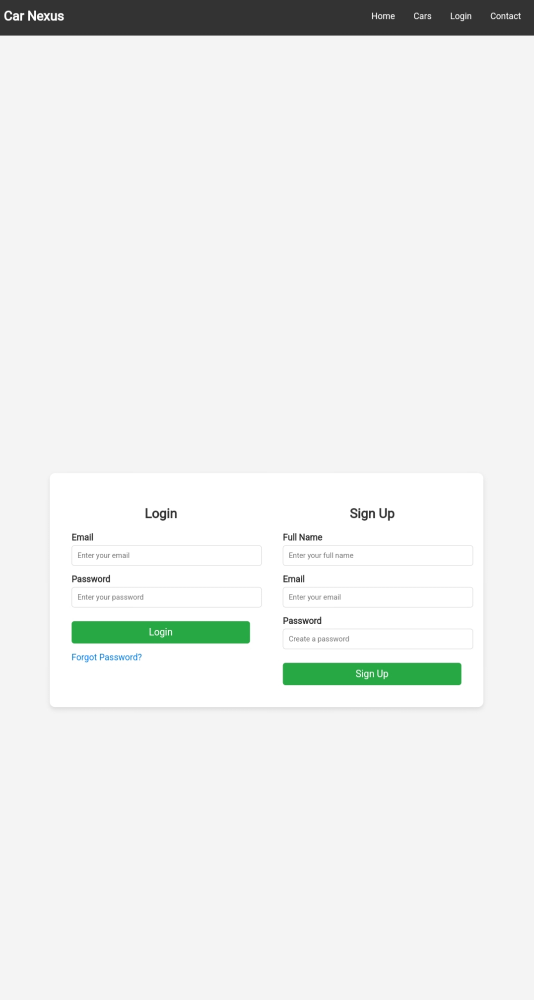 Car Nexus
Home Cars Login Contact
Login
Email
Enter your email
Password
Enter your password
Login
Forgot Password?
Sign Up
Full Name
Enter your full name
Email
Enter your email
Password
Create a password
Sign Up